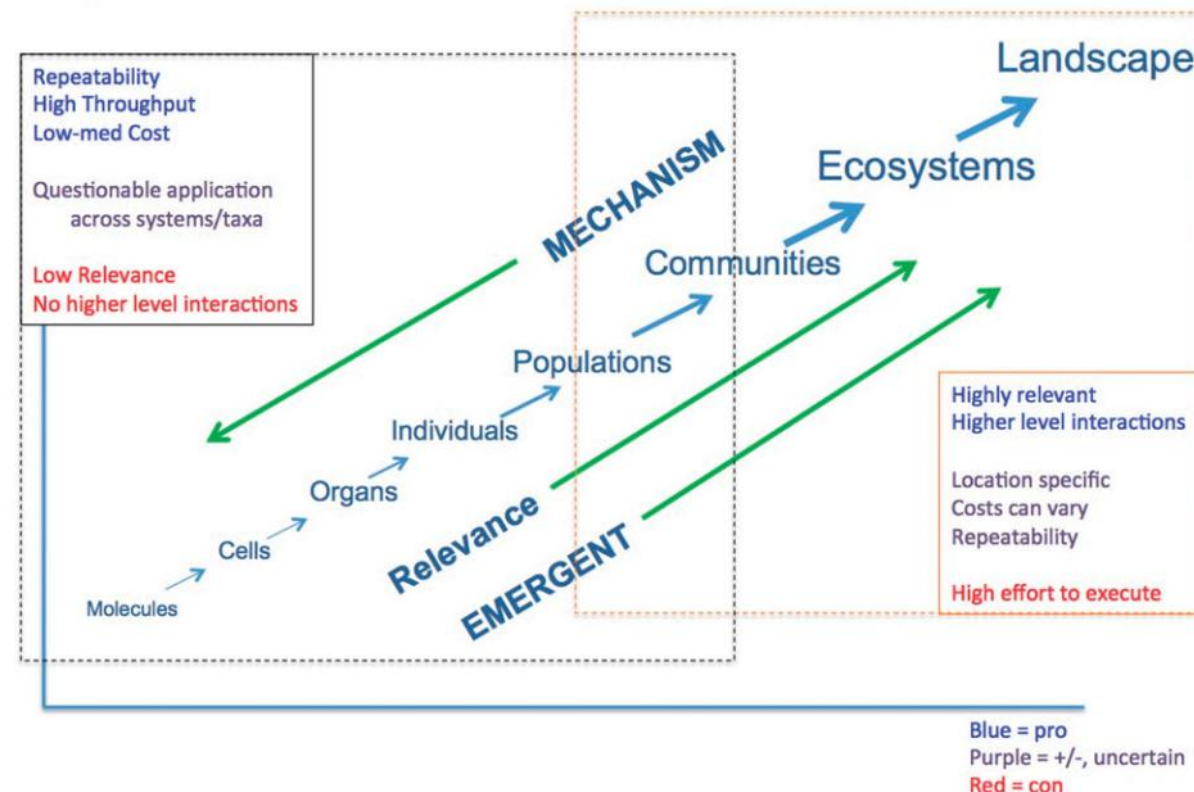 Landscape
Repeatability
High Throughput
Low-med Cost
Questionable application
across systems/taxa
Low Relevance
No higher level interactions
MECHANISM
Ecosystems
Communities
Populations
Individuals
Organs
Cells
Molecules
Relevance
EMERGENT
Highly relevant
Higher level interactions
Location specific
Costs can vary
Repeatability
High effort to execute
Blue = pro
Purple = +/-, uncertain
Red = con